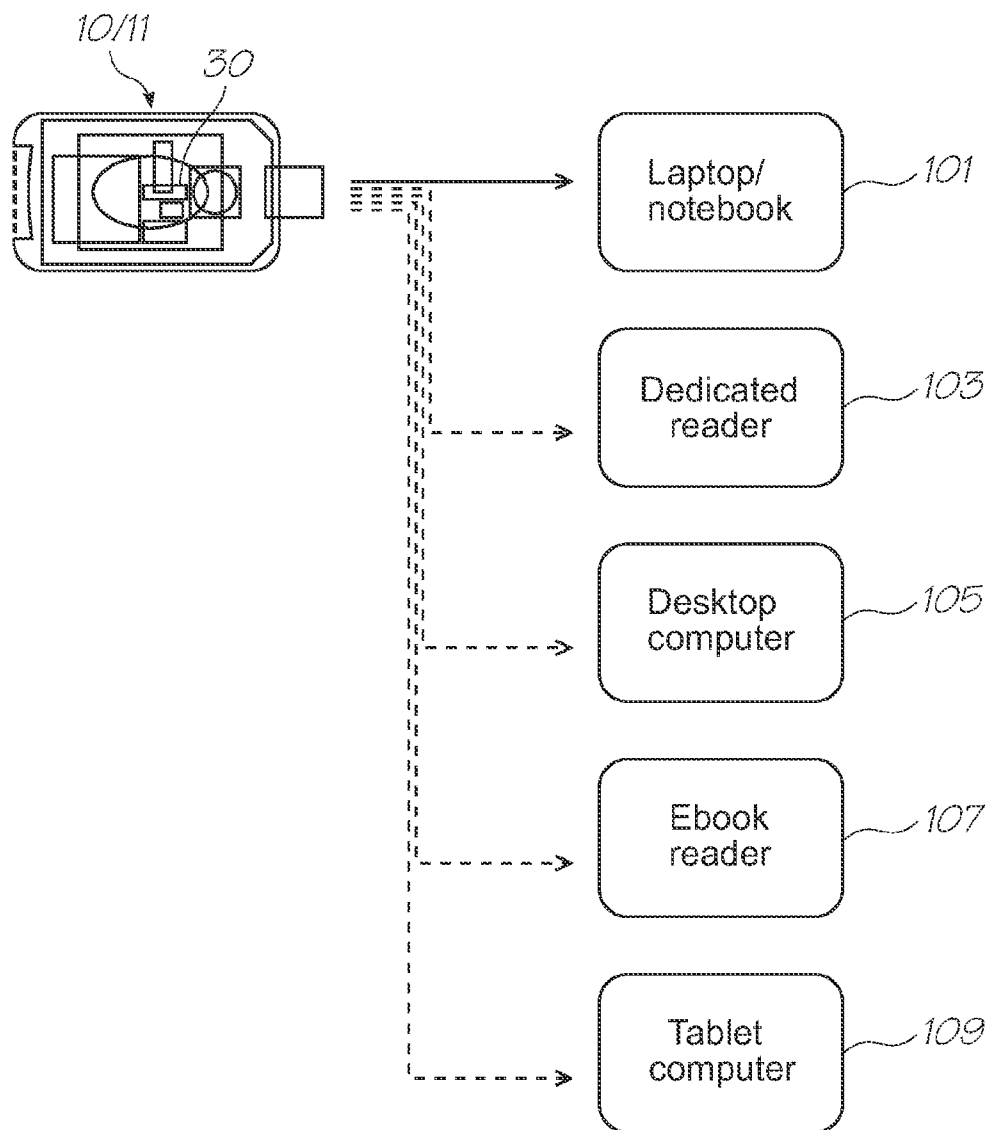 10/11
30
Laptop/
notebook
101
Dedicated
reader
103
Desktop
computer
105
Ebook
reader
107
Tablet
computer
109